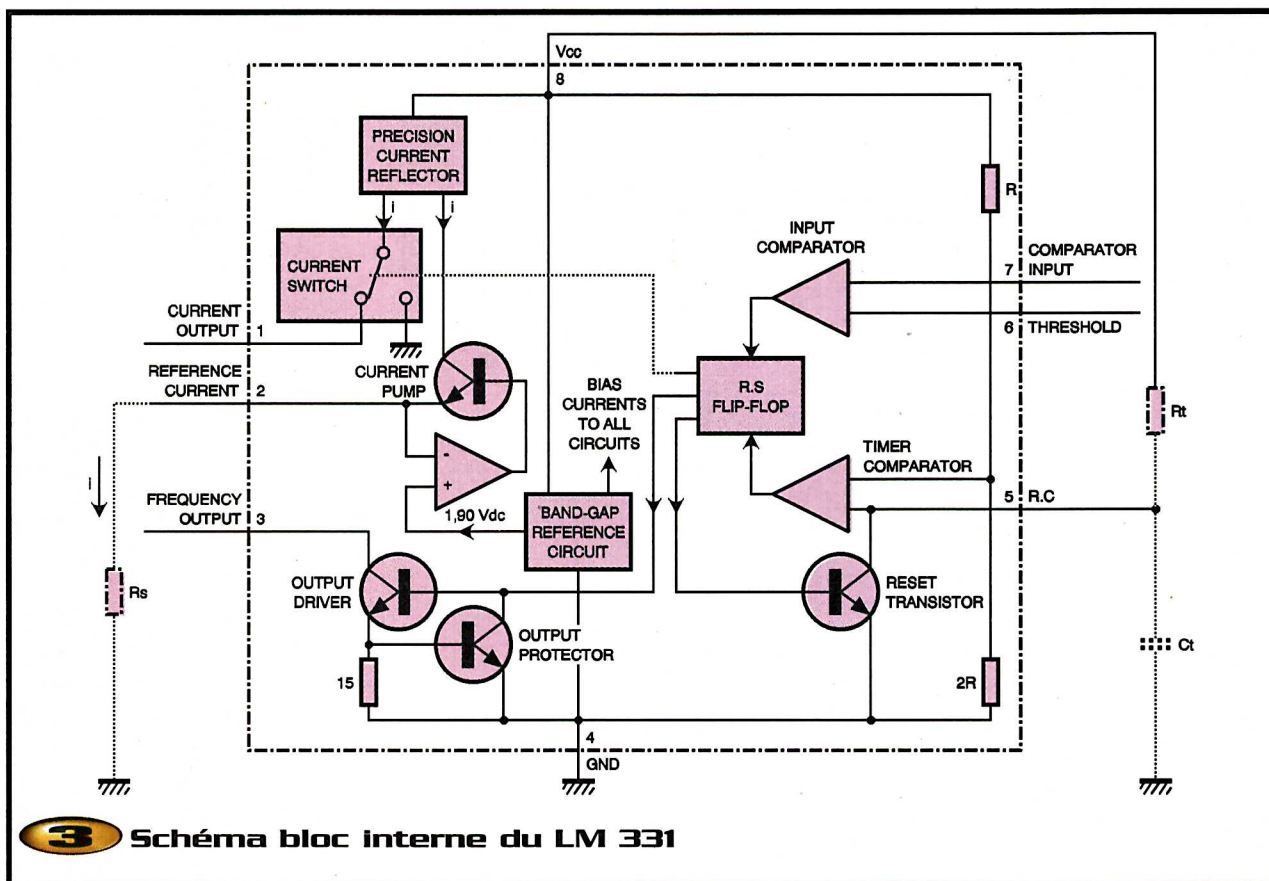 Vcc
8
PRECISION
CURRENT
REFLECTOR
i
i
R
INPUT
COMPARATOR
COMPARATOR
7
INPUT
CURRENT
SWITCH
CURRENT
OUTPUT
1
6
THRESHOLD
REFERENCE
CURRENT
2
CURRENT
PUMP
BIAS
CURRENTS
TO ALL
CIRCUITS
R.S
FLIP-FLOP
Rt
-
+
i
TIMER
COMPARATOR
5
R.C
FREQUENCY
OUTPUT
3
1,90 Vdc
BAND-GAP
REFERENCE
CIRCUIT
Rs
OUTPUT
DRIVER
RESET
TRANSISTOR
OUTPUT
PROTECTOR
Ct
15
2R
4
GND
3 Schéma bloc interne du LM 331